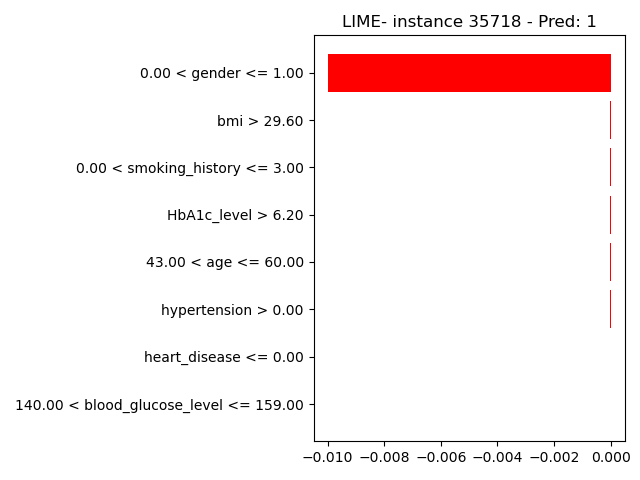 LIME- instance 35718 - Pred: 1
0.00 < gender <= 1.00
bmi > 29.60
0.00 < smoking_history <= 3.00
HbA1c_level > 6.20
43.00 < age <= 60.00
hypertension > 0.00
heart_disease <= 0.00
140.00 < blood_glucose_level <= 159.00
−0.010 −0.008 −0.006 −0.004 −0.002 0.000